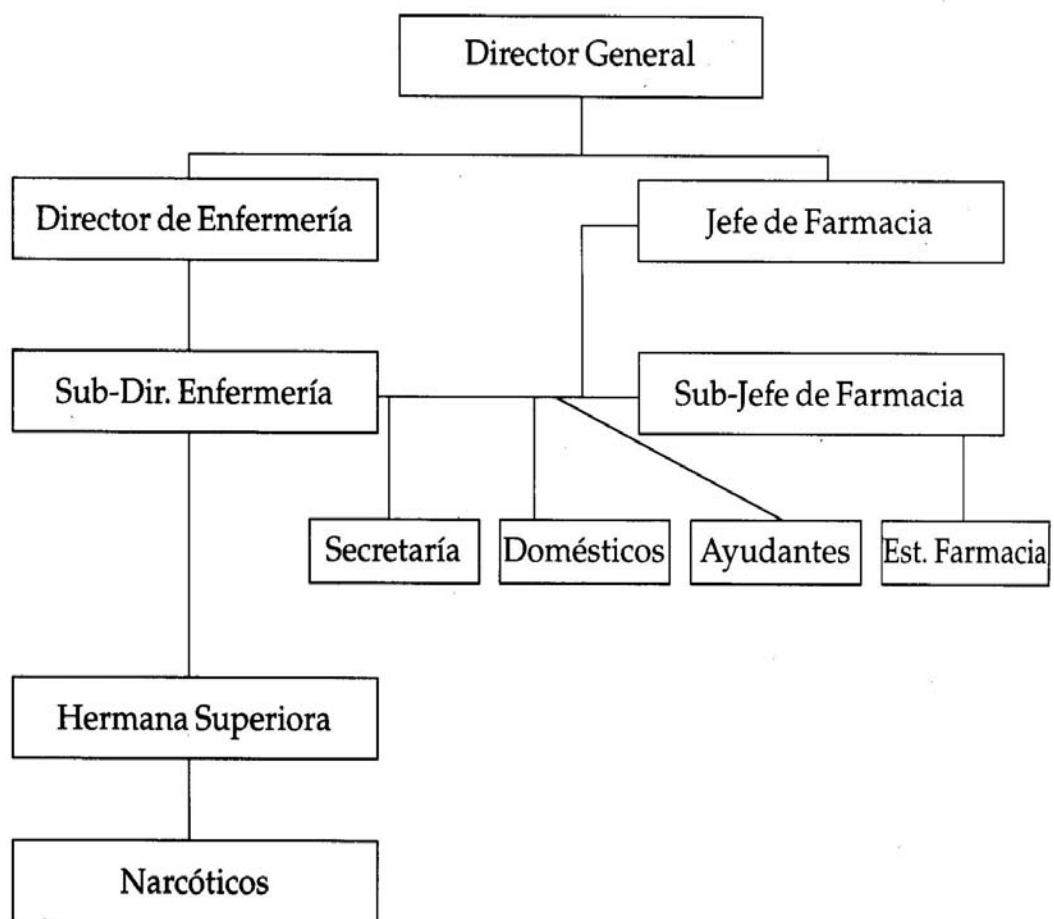 Director General
Director de Enfermería
Jefe de Farmacia
Sub-Dir. Enfermería
Sub-Jefe de Farmacia
Secretaría
Domésticos
Ayudantes
Est. Farmacia
Hermana Superiora
Narcóticos